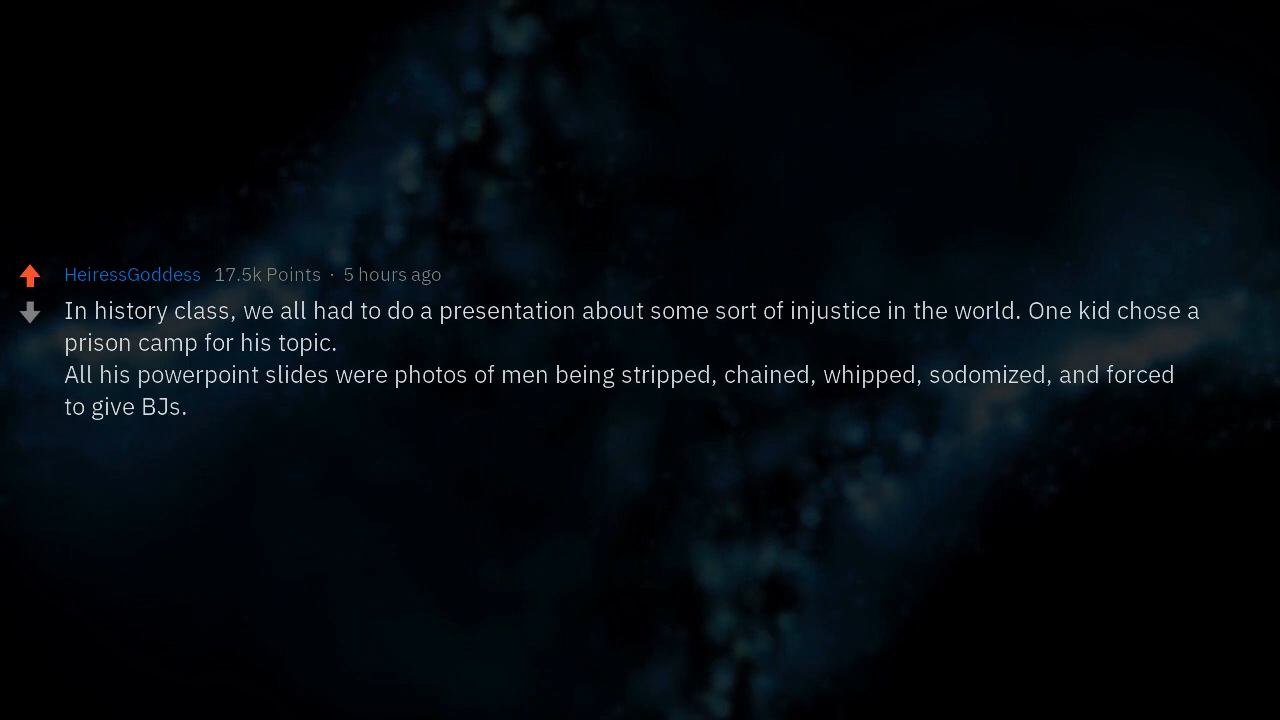 HeiressGoddess 17.5k Points · 5 hours ago
In history class, we all had to do a presentation about some sort of injustice in the world. One kid chose a
prison camp for his topic.
All his powerpoint slides were photos of men being stripped, chained, whipped, sodomized, and forced
to give BJs.